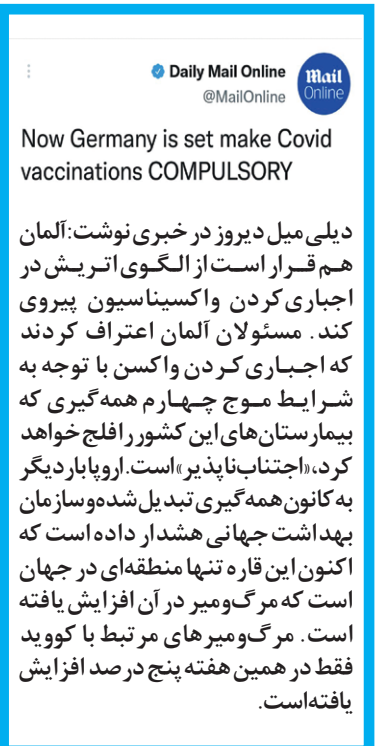 Daily Mail Online
@MailOnline
Mail
Online
Now Germany is set make Covid
vaccinations COMPULSORY
دیلی‌میل دیروز در خبری نوشت:آلمان
هم قرار است از الگوی اتریش در
اجباری‌کردن واکسیناسیون پیروی
کند. مسئولان آلمان اعتراف کردند
که اجباری‌کردن واکسن با توجه به
شرایط موج چهارم همه‌گیری که
بیمارستان‌های این کشور را فلج خواهد
کرد،«اجتناب‌ناپذیر»است.اروپا بار دیگر
به کانون همه‌گیری تبدیل‌شده‌وسازمان
بهداشت جهانی هشدار داده است که
اکنون این قاره تنها منطقه‌ای در جهان
است که مرگ‌ومیر در آن افزایش یافته
است. مرگ‌ومیرهای مرتبط با کووید
فقط در همین هفته پنج درصد افزایش
یافته‌است.